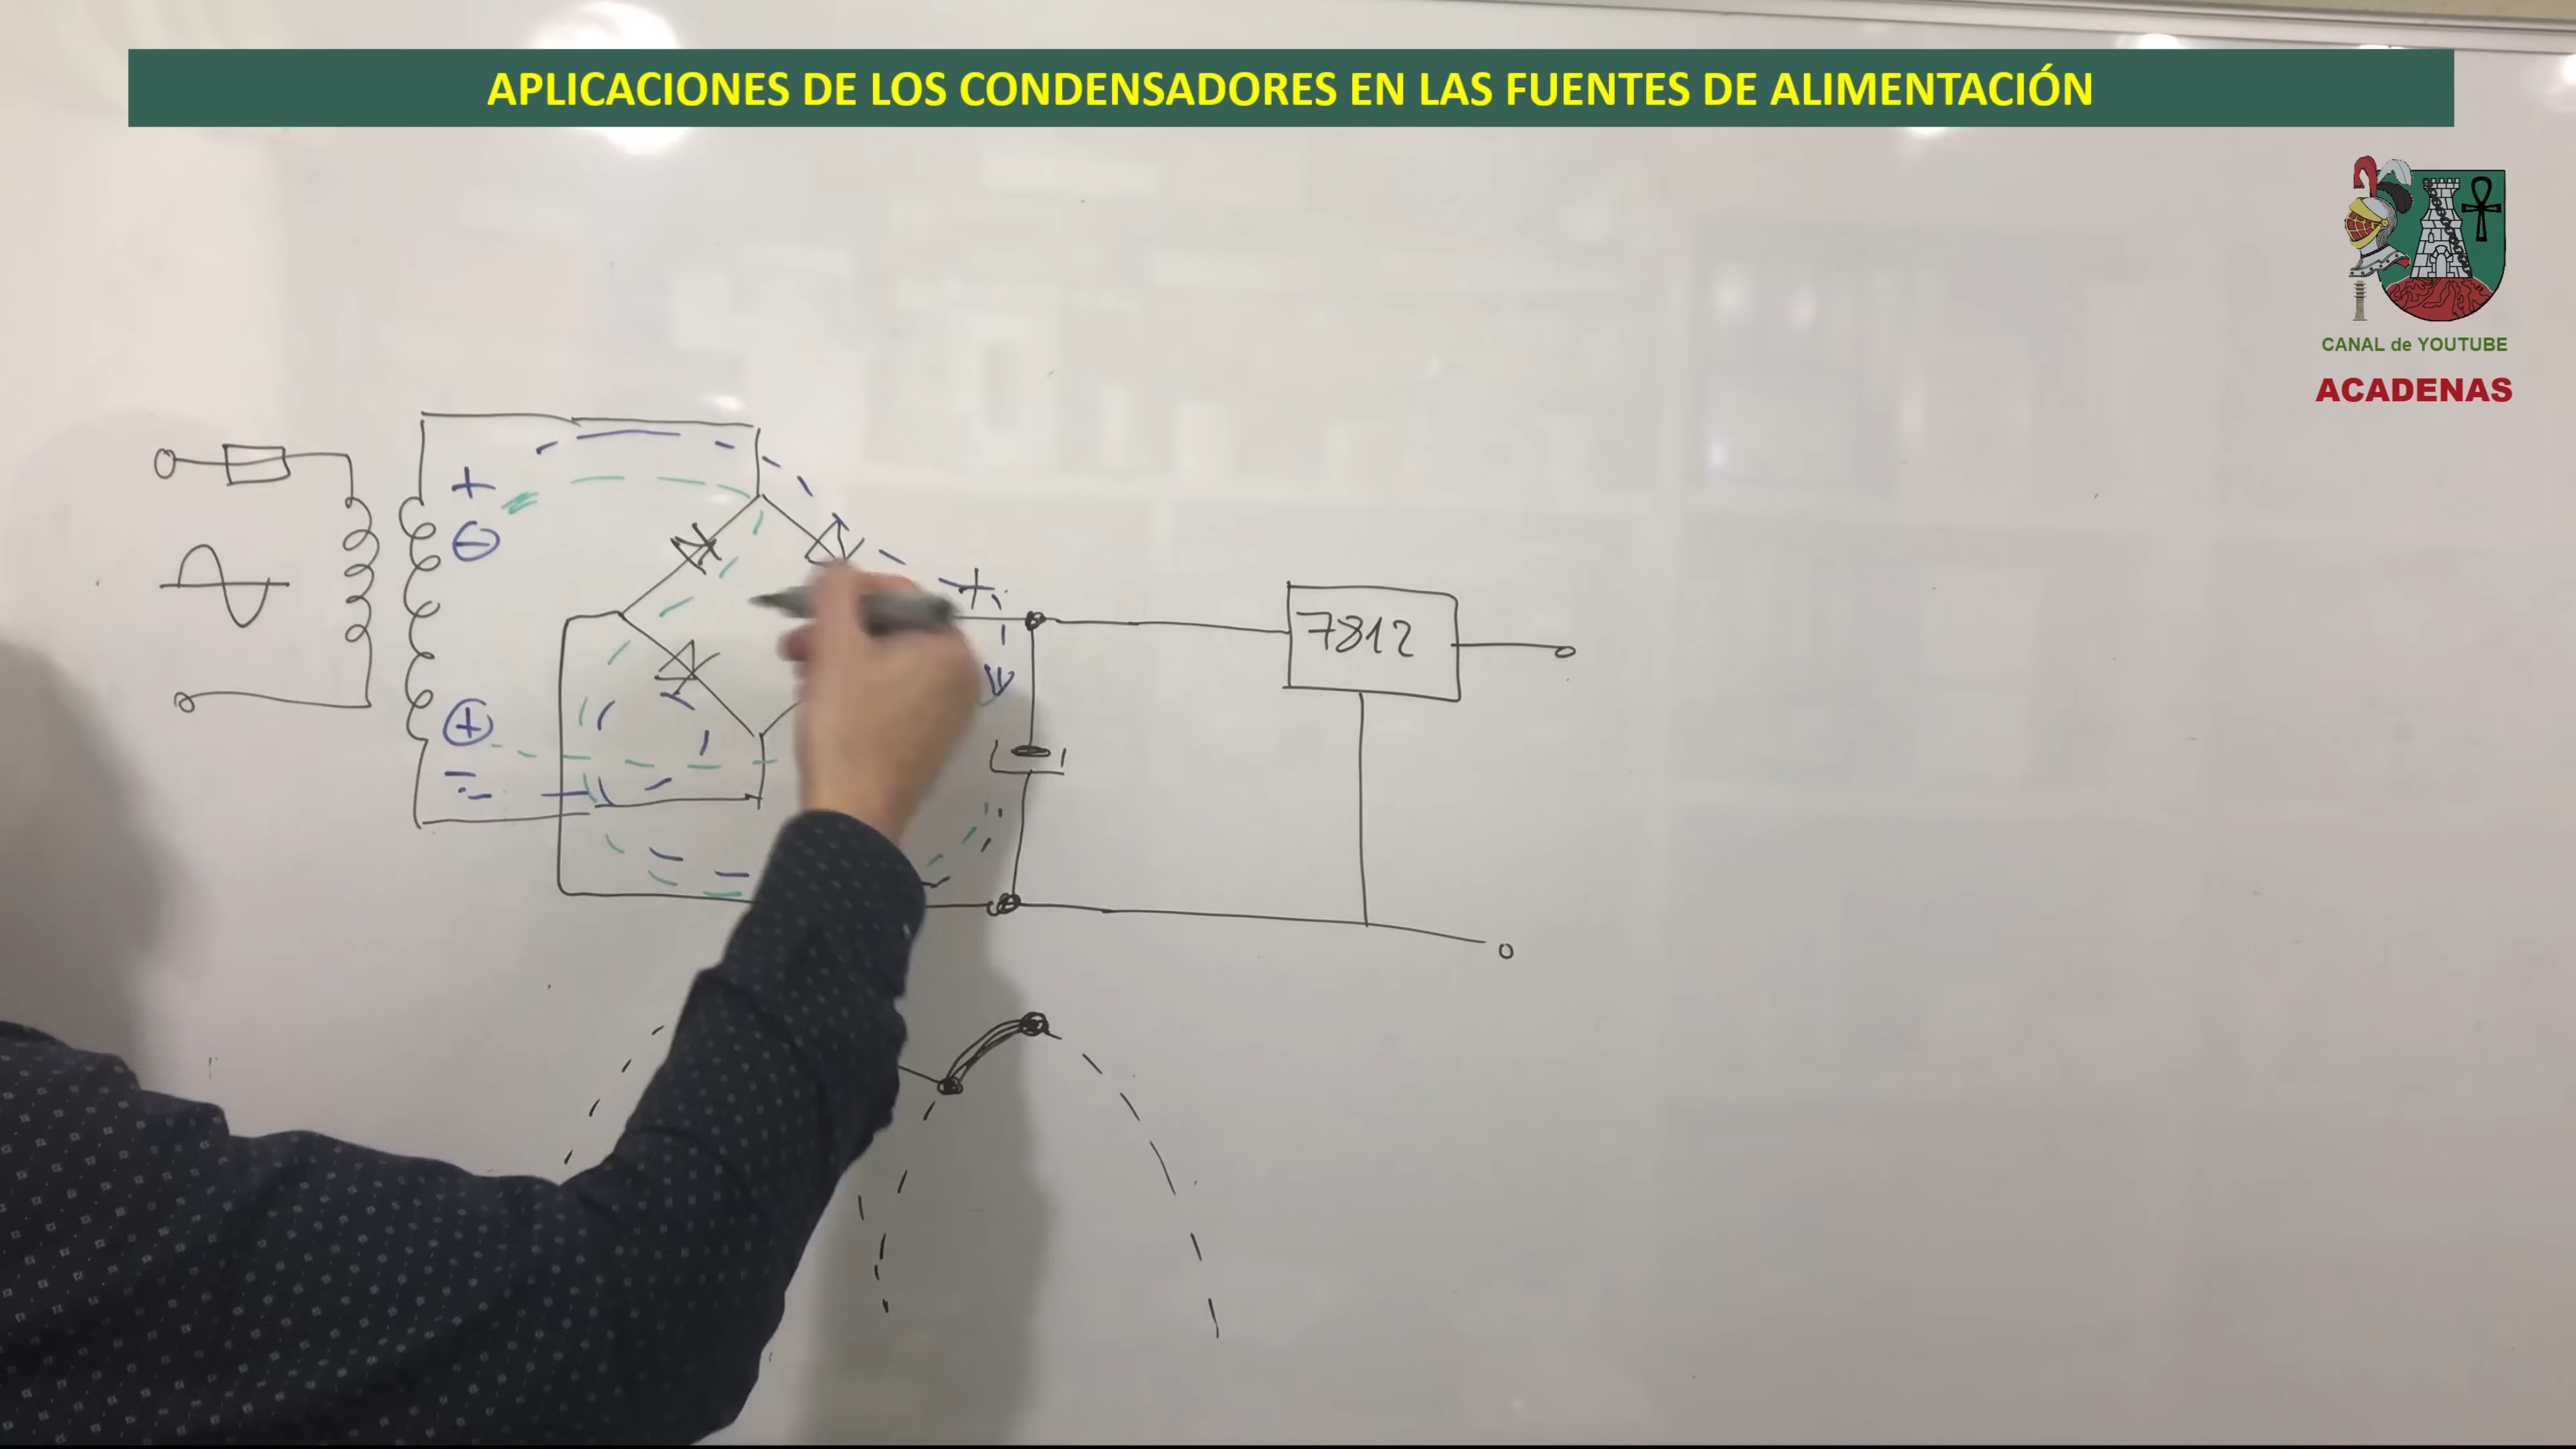 APLICACIONES DE LOS CONDENSADORES EN LAS FUENTES DE ALIMENTACIÓN
CANAL de YOUTUBE
ACADENAS
+
-
+
7812
+
-